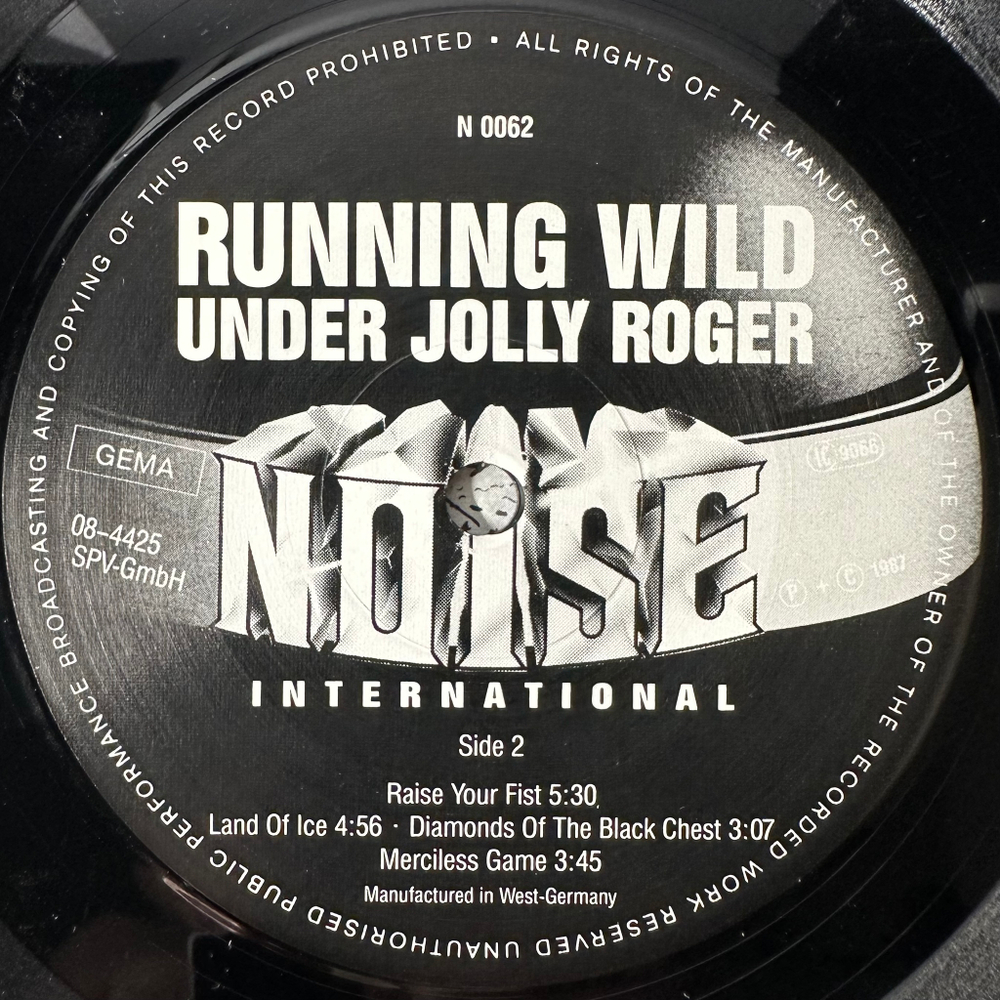 BROADCASTING AND COPYING OF THIS RECORD PROHIBITED • ALL RIGHTS OF THE MANUFACTURER AND OF THE OWNER OF THE RECORDED WORK RESERVED UNAUTHORISED PUBLIC PERFORMANCE
N 0062
RUNNING WILD
UNDER JOLLY ROGER
GEMA
LC 9066
08-4425
SPV-GmbH
NOISE
P + C 1987
INTERNATIONAL
Side 2
Raise Your Fist 5:30
Land Of Ice 4:56 · Diamonds Of The Black Chest 3:07
Merciless Game 3:45
Manufactured in West-Germany